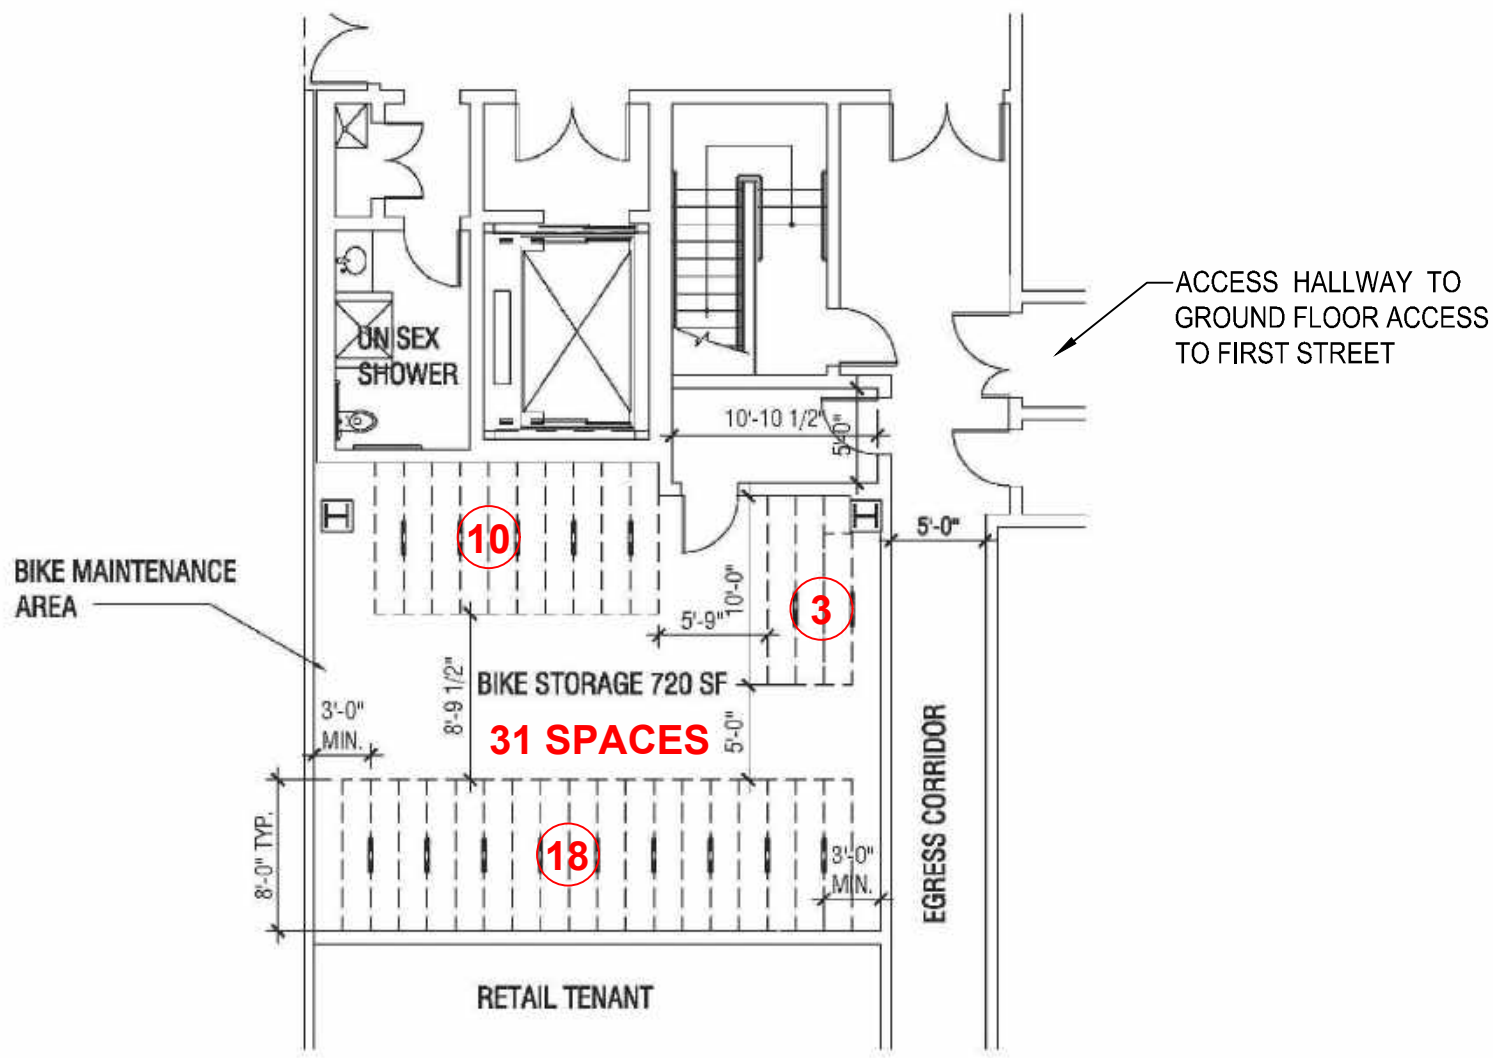 ACCESS HALLWAY TO
GROUND FLOOR ACCESS
TO FIRST STREET
UNISEX
SHOWER
10'-10 1/2"
5'-0"
5'-0"
10
3
10'-0"
5'-9"
BIKE MAINTENANCE
AREA
8'-9 1/2"
BIKE STORAGE 720 SF
31 SPACES
5'-0"
3'-0"
MIN.
8'-0" TYP.
18
3'-0"
MIN.
EGRESS CORRIDOR
RETAIL TENANT